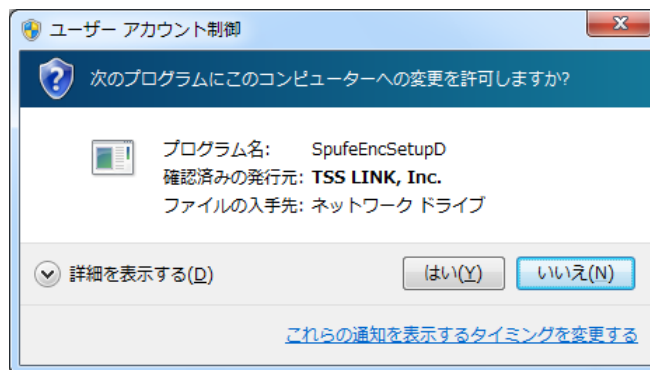 ユーザー アカウント制御
次のプログラムにこのコンピューターへの変更を許可しますか?
プログラム名: SpufeEncSetupD
確認済みの発行元: TSS LINK, Inc.
ファイルの入手先: ネットワーク ドライブ
詳細を表示する(D) はい(Y) いいえ(N)
これらの通知を表示するタイミングを変更する